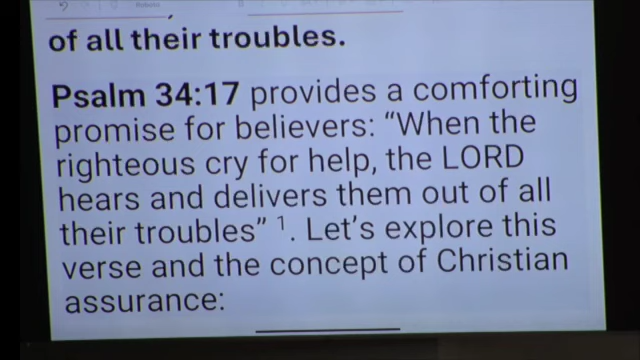 of all their troubles.
Psalm 34:17 provides a comforting
promise for believers: “When the
righteous cry for help, the LORD
hears and delivers them out of all
their troubles” ¹. Let’s explore this
verse and the concept of Christian
assurance: